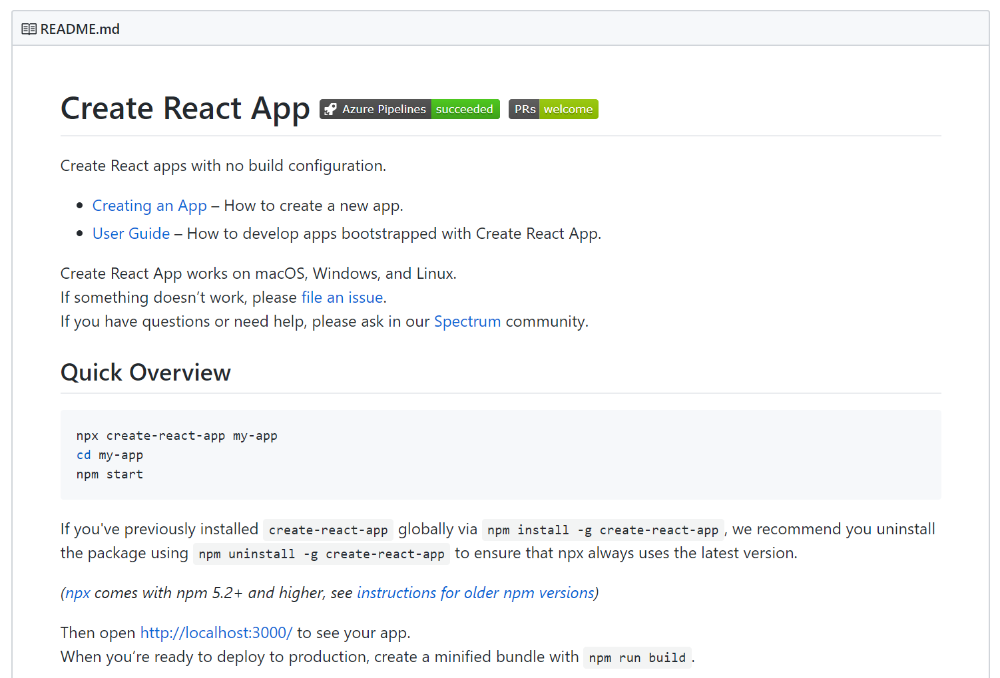 README.md
Create React App Azure Pipelines succeeded PRs welcome
Create React apps with no build configuration.
• Creating an App – How to create a new app.
• User Guide – How to develop apps bootstrapped with Create React App.
Create React App works on macOS, Windows, and Linux.
If something doesn’t work, please file an issue.
If you have questions or need help, please ask in our Spectrum community.
Quick Overview
npx create-react-app my-app
cd my-app
npm start
If you've previously installed create-react-app globally via npm install -g create-react-app , we recommend you uninstall
the package using npm uninstall -g create-react-app to ensure that npx always uses the latest version.
(npx comes with npm 5.2+ and higher, see instructions for older npm versions)
Then open http://localhost:3000/ to see your app.
When you’re ready to deploy to production, create a minified bundle with npm run build .